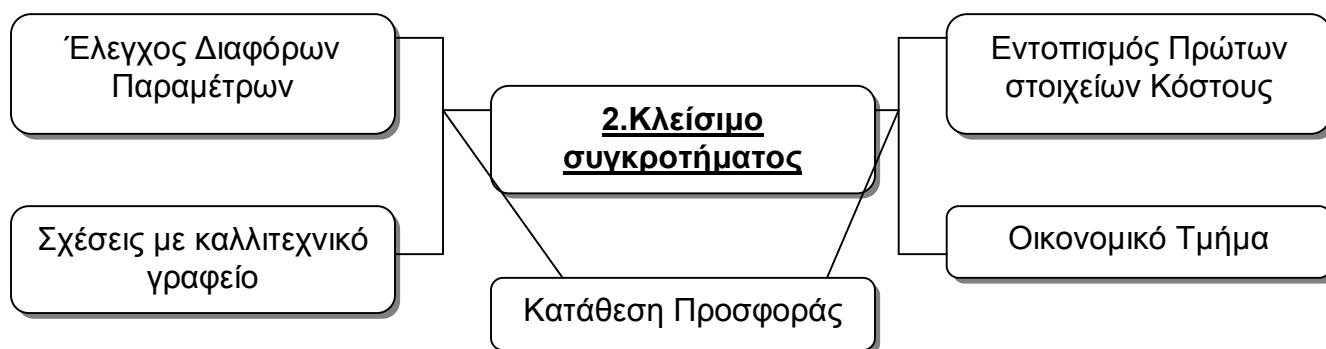 Έλεγχος Διαφόρων
Παραμέτρων
Σχέσεις με καλλιτεχνικό
γραφείο
2.Κλείσιμο
συγκροτήματος
Κατάθεση Προσφοράς
Εντοπισμός Πρώτων
στοιχείων Κόστους
Οικονομικό Τμήμα